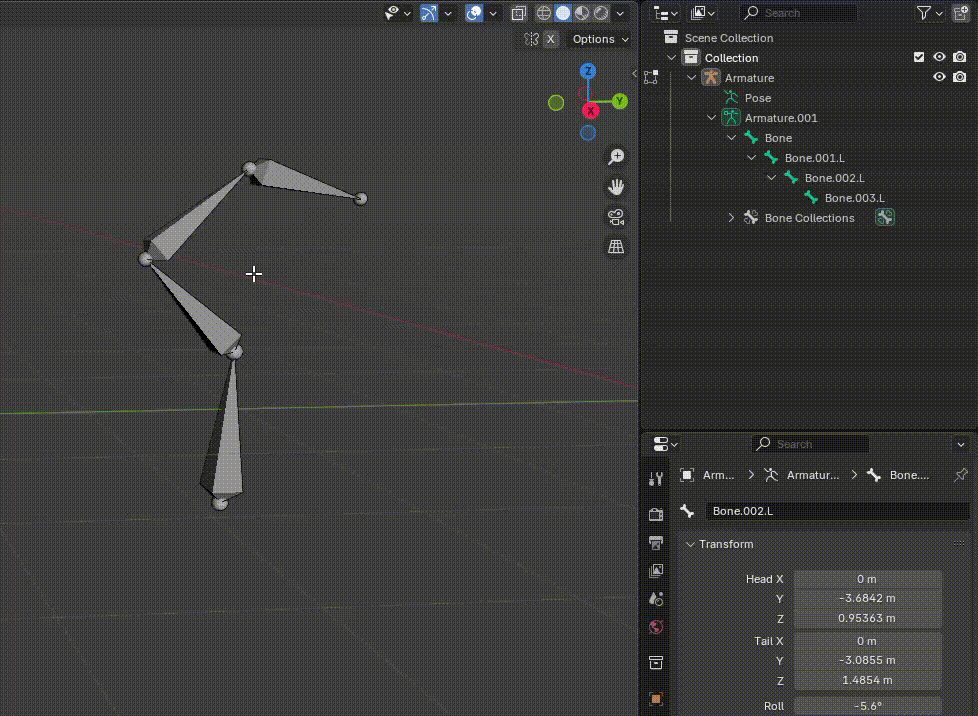 Search
X
Options
Z
Y
X
Scene Collection
Collection
Armature
Pose
Armature.001
Bone
Bone.001.L
Bone.002.L
Bone.003.L
Bone Collections
Search
Arm...
Armatur...
Bone....
Bone.002.L
Transform
Head X 0 m
Y -3.6842 m
Z 0.95363 m
Tail X 0 m
Y -3.0855 m
Z 1.4854 m
Roll -5.6°